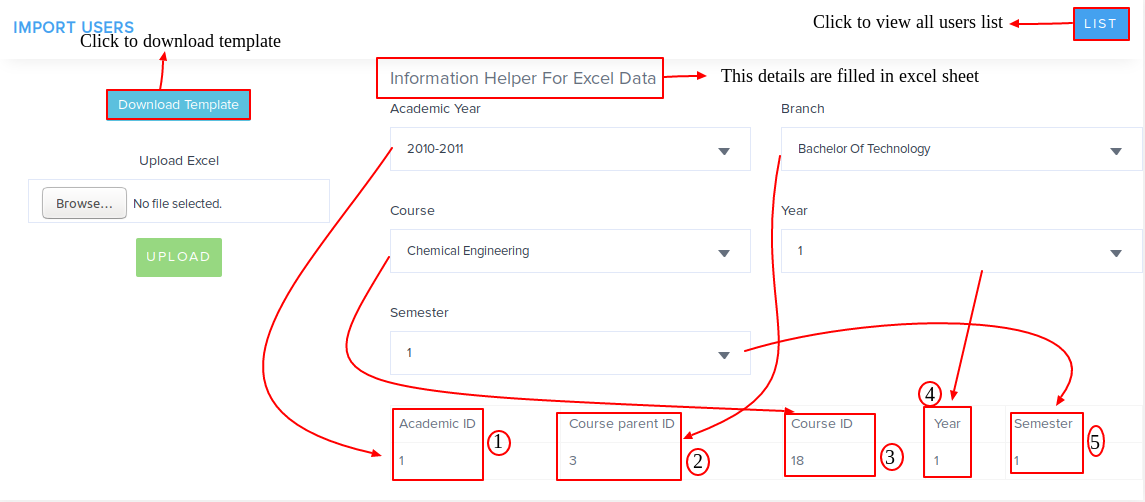 IMPORT USERS
Click to download template
Click to view all users list
LIST
Information Helper For Excel Data
This details are filled in excel sheet
Download Template
Academic Year
Branch
2010-2011
Bachelor Of Technology
Upload Excel
Browse...
No file selected.
Course
Year
UPLOAD
Chemical Engineering
1
Semester
1
4
Academic ID
Course parent ID
Course ID
Year
Semester
1
2
3
5
1
3
18
1
1